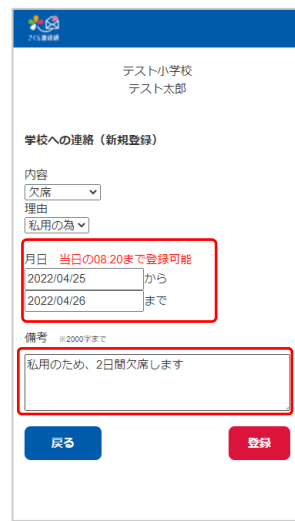 さくら連絡網
テスト小学校
テスト太郎
学校への連絡（新規登録）
内容
欠席
理由
私用の為
月日 当日の08:20まで登録可能
2022/04/25 から
2022/04/26 まで
備考 ※2000字まで
私用のため、2日間欠席します
戻る 登録